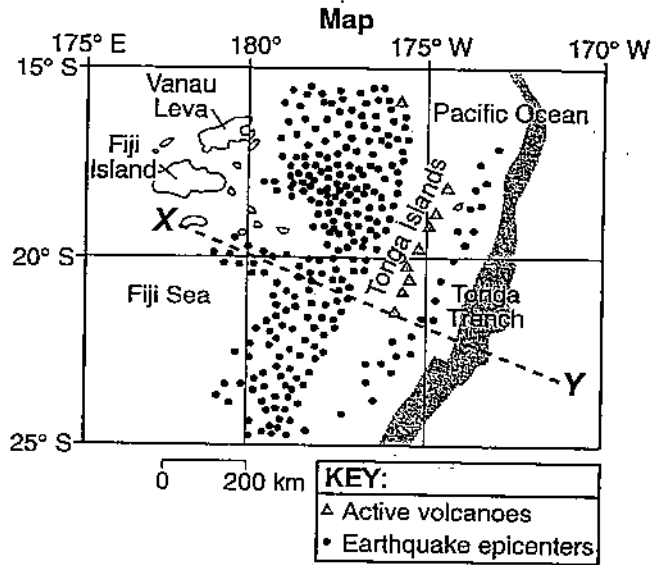 Map
175° E 180° 175° W 170° W
15° S
Vanau
Leva
Pacific Ocean
Fiji
Island
Tonga Islands
X
20° S
Fiji Sea
Tonga
Trench
Y
25° S
0 200 km
KEY:
△ Active volcanoes
• Earthquake epicenters